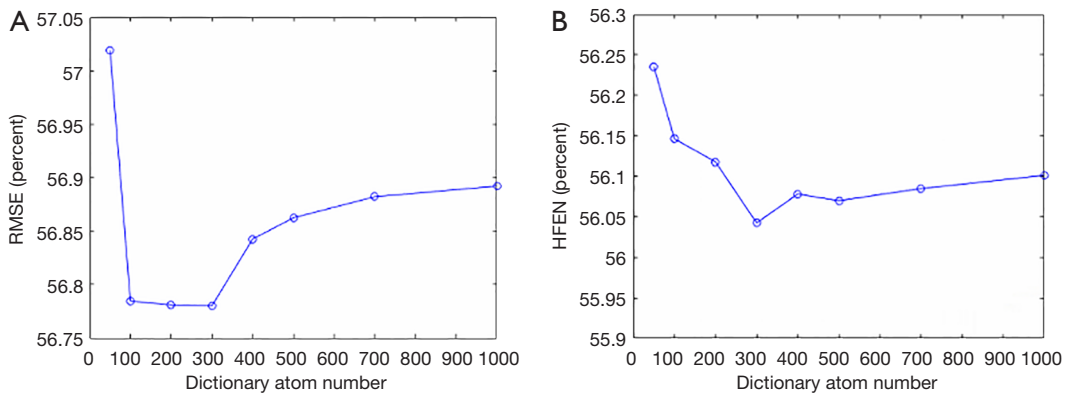 A
57.05
57
56.95
56.9
56.85
56.8
56.75
RMSE (percent)
0 100 200 300 400 500 600 700 800 900 1000
Dictionary atom number
B
56.3
56.25
56.2
56.15
56.1
56.05
56
55.95
55.9
HFEN (percent)
0 100 200 300 400 500 600 700 800 900 1000
Dictionary atom number